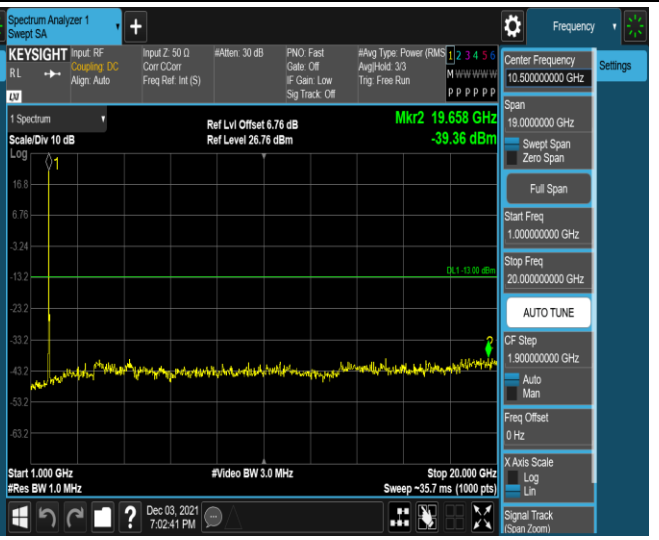 Spectrum Analyzer 1
Swept SA
+
Frequency
KEYSIGHT
Input: RF
Input Z: 50 Ω
#Atten: 30 dB
PNO: Fast
#Avg Type: Power (RMS
1 2 3 4 5 6
R L
Coupling: DC
Corr CCorr
Gate: Off
Avg|Hold: 3/3
M W W W W W
Align: Auto
Freq Ref: Int (S)
IF Gain: Low
Trig: Free Run
Sig Track: Off
P P P P P P
LXI
1 Spectrum
Ref Lvl Offset 6.76 dB
Mkr2 19.658 GHz
Scale/Div 10 dB
Ref Level 26.76 dBm
-39.36 dBm
Log
1
16.8
6.76
-3.24
DL1 -13.00 dBm
-13.2
-23.2
-33.2
2
-43.2
-53.2
-63.2
Start 1.000 GHz
#Video BW 3.0 MHz
Stop 20.000 GHz
#Res BW 1.0 MHz
Sweep ~35.7 ms (1000 pts)
?
Dec 03, 2021
7:02:41 PM
Center Frequency
10.500000000 GHz
Span
19.0000000 GHz
Swept Span
Zero Span
Full Span
Start Freq
1.000000000 GHz
Stop Freq
20.000000000 GHz
AUTO TUNE
CF Step
1.900000000 GHz
Auto
Man
Freq Offset
0 Hz
X Axis Scale
Log
Lin
Signal Track
(Span Zoom)
Settings